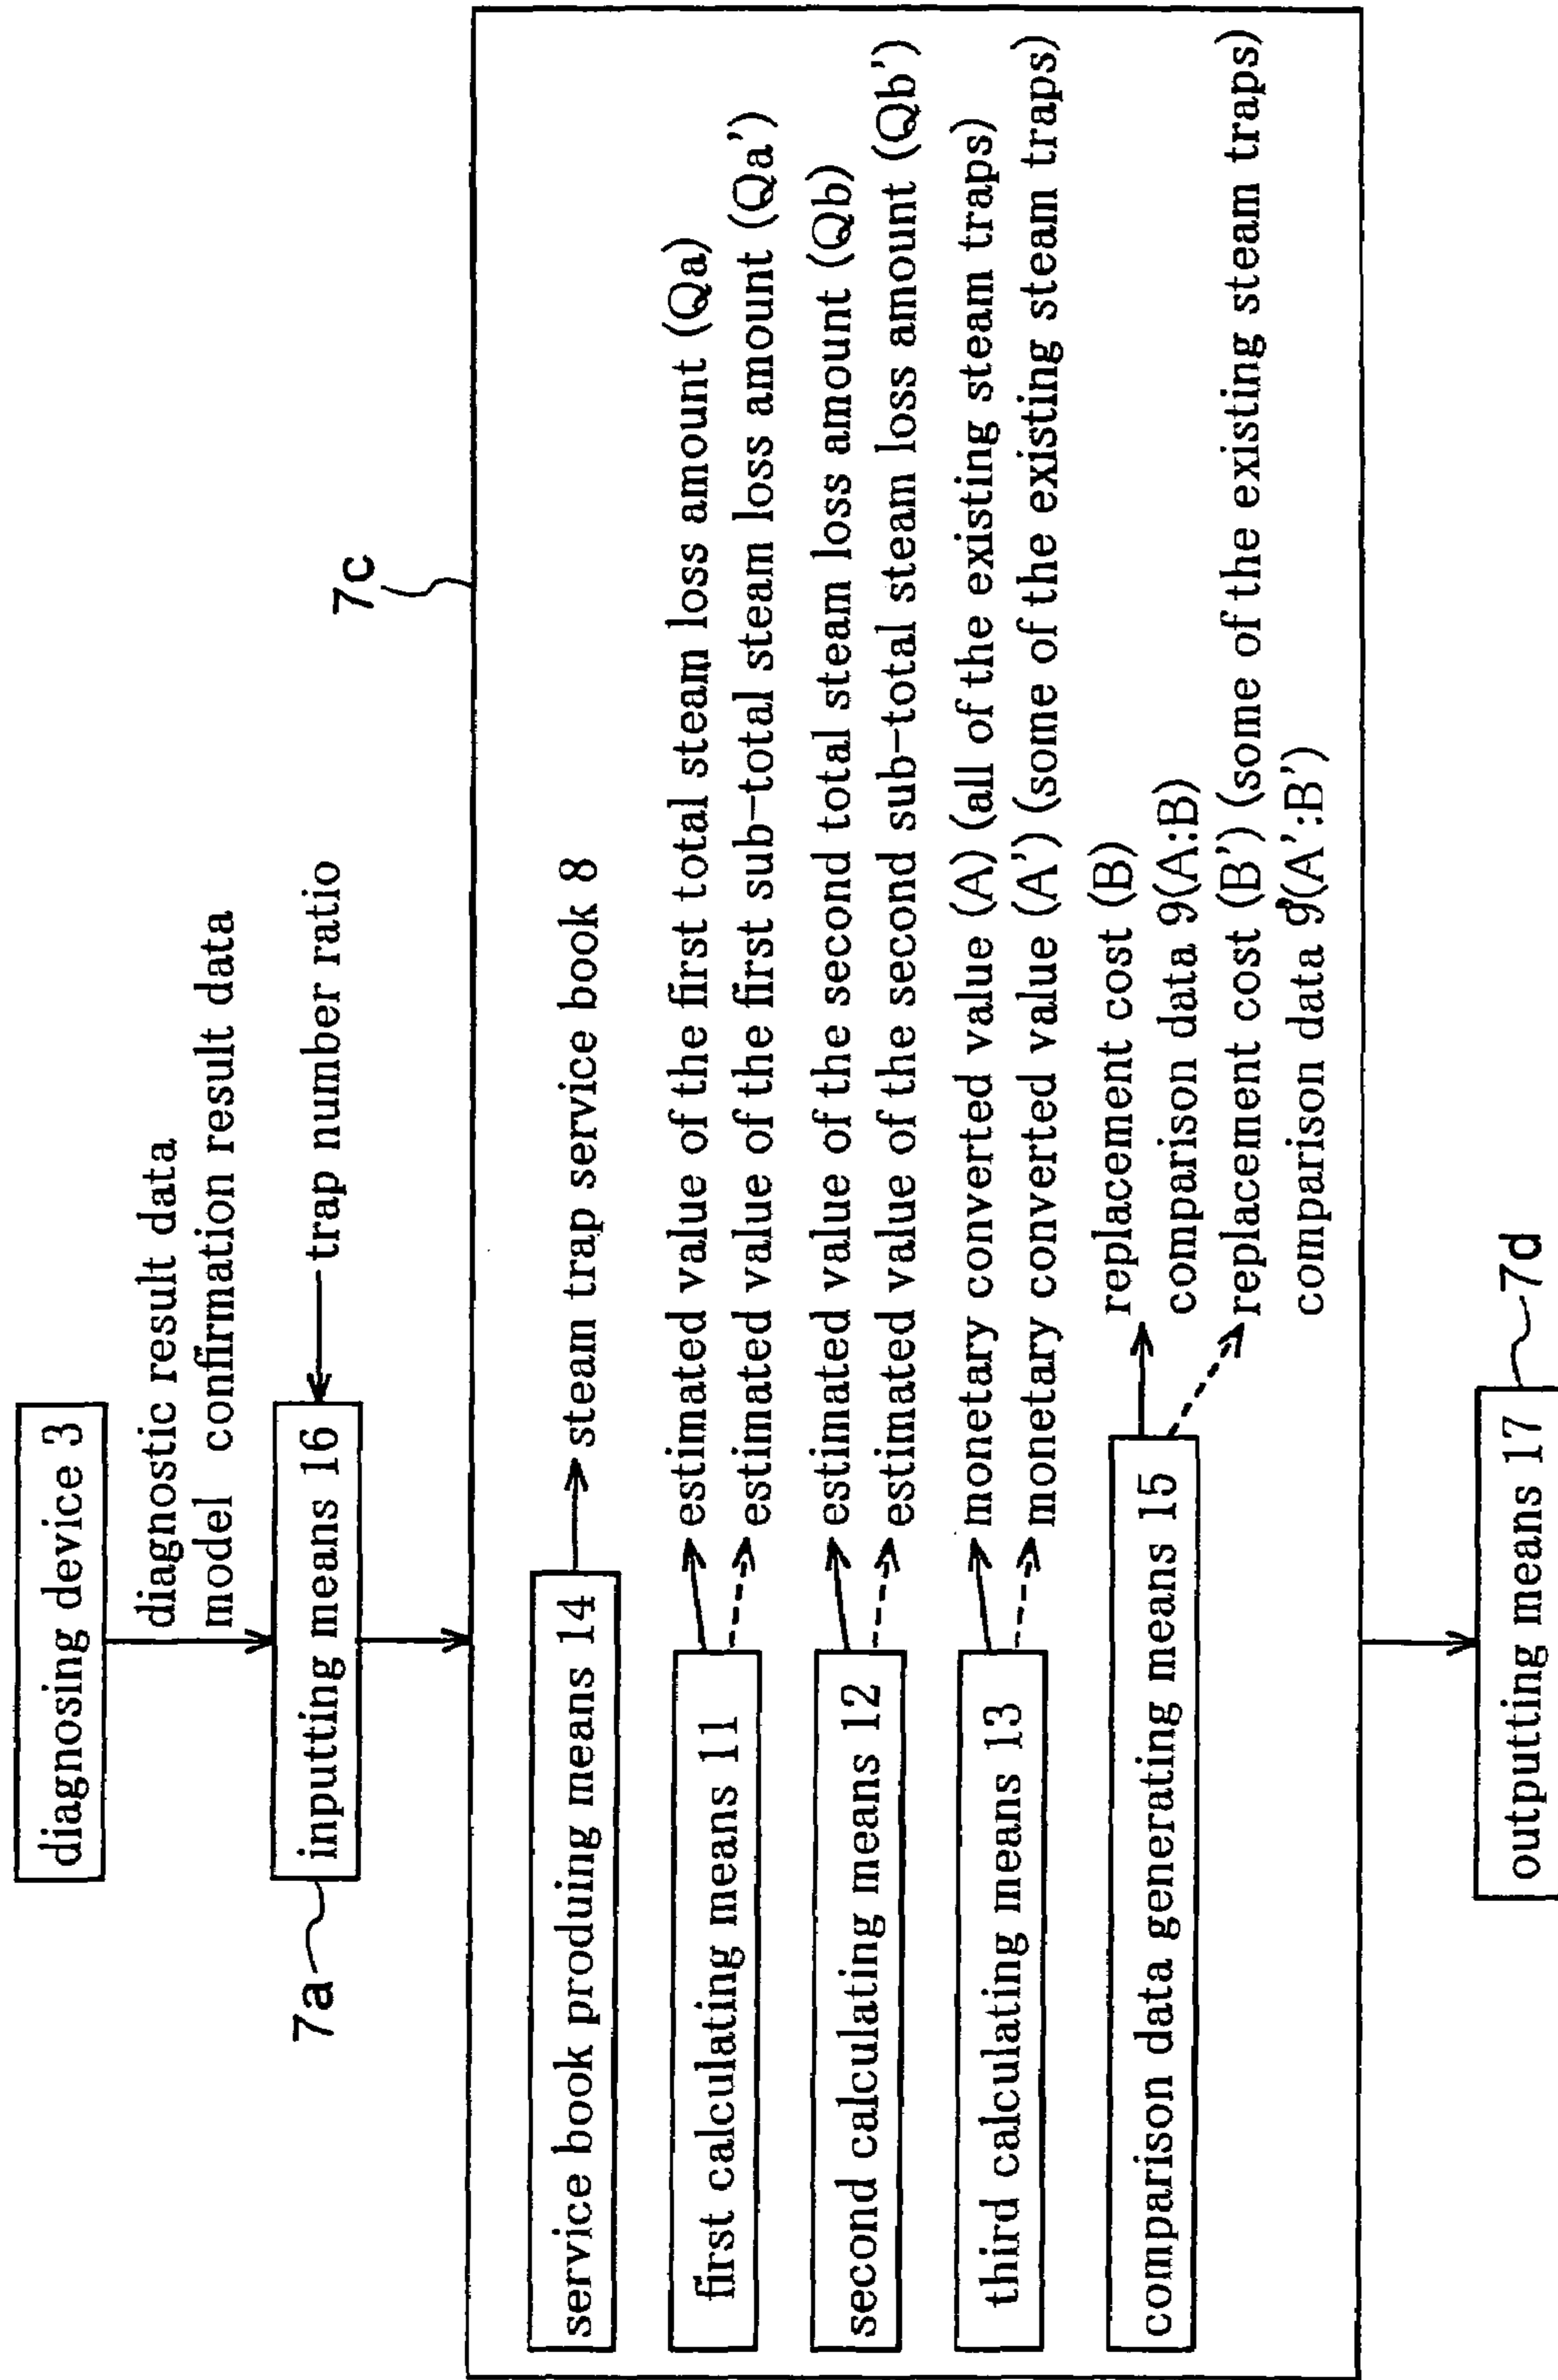 diagnosing device 3
diagnostic result data
model confirmation result data
7a
inputting means 16
trap number ratio
7c
service book produing means 14
steam trap service book 8
first calculating means 11
estimated value of the first total steam loss amount (Qa)
estimated value of the first sub-total steam loss amount (Qa')
second calculating means 12
estimated value of the second total steam loss amount (Qb)
estimated value of the second sub-total steam loss amount (Qb')
third calculating means 13
monetary converted value (A) (all of the existing steam traps)
monetary converted value (A') (some of the existing steam traps)
comparison data generating means 15
replacement cost (B)
comparison data 9(A:B)
replacement cost (B') (some of the existing steam traps)
comparison data 9'(A':B')
outputing means 17
7d